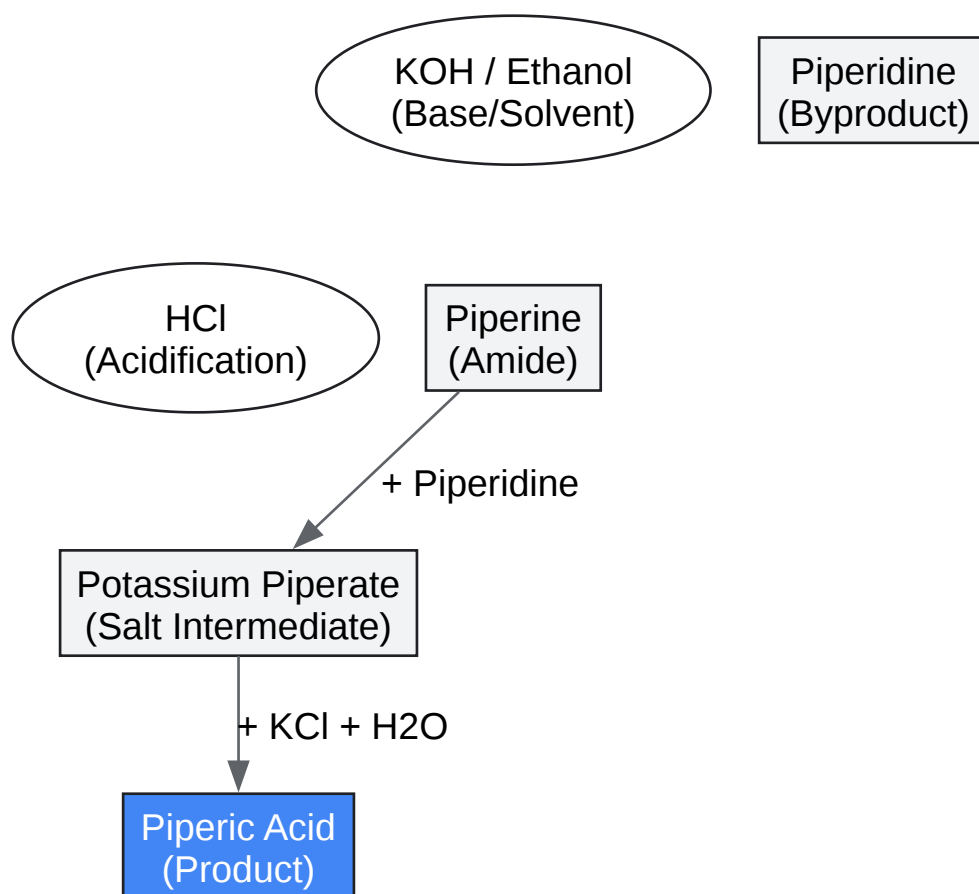 KOH / Ethanol
(Base/Solvent)
Piperidine
(Byproduct)
HCl
(Acidification)
Piperine
(Amide)
+ Piperidine
Potassium Piperate
(Salt Intermediate)
+ KCl + H2O
Piperic Acid
(Product)